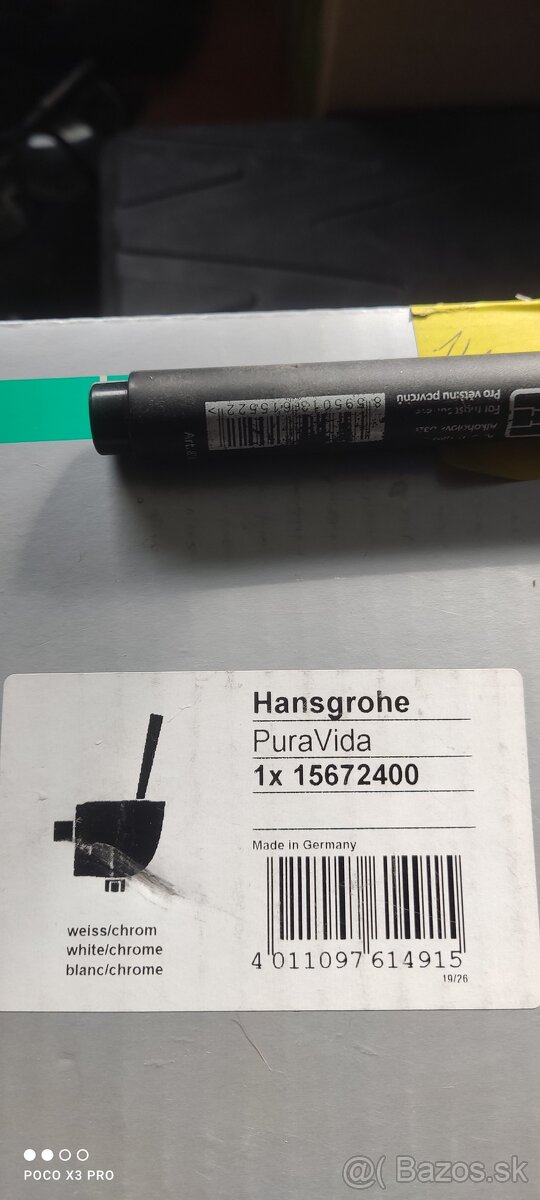 Pro většinu povrchů
Hansgrohe
PuraVida
1x 15672400
Made in Germany
weiss/chrom
white/chrome
blanc/chrome
4 011097 614915
19/26
POCO X3 PRO
@ Bazos.sk